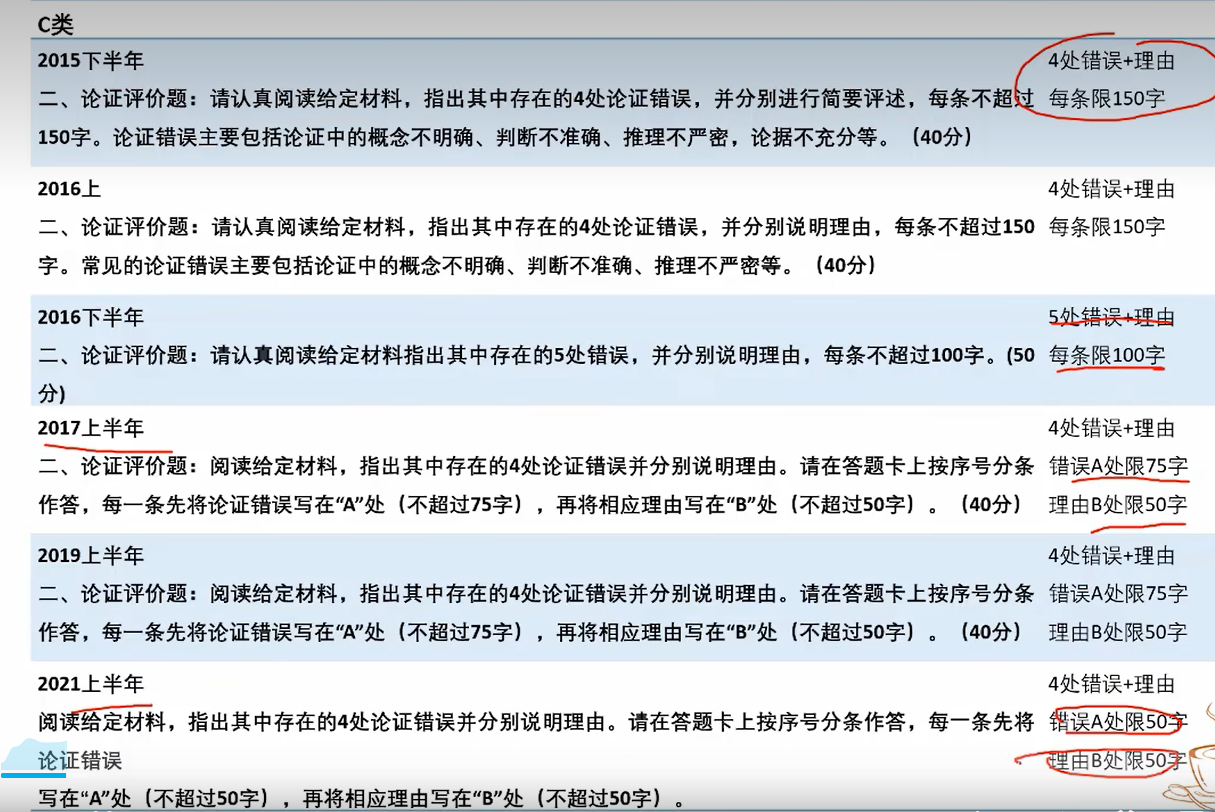 C类
2015下半年
4处错误+理由
二、论证评价题：请认真阅读给定材料，指出其中存在的4处论证错误，并分别进行简要评述，每条不超过
每条限150字
150字。论证错误主要包括论证中的概念不明确、判断不准确、推理不严密，论据不充分等。（40分）
2016上
4处错误+理由
二、论证评价题：请认真阅读给定材料，指出其中存在的4处论证错误，并分别说明理由，每条不超过150
每条限150字
字。常见的论证错误主要包括论证中的概念不明确、判断不准确、推理不严密等。（40分）
2016下半年
5处错误+理由
二、论证评价题：请认真阅读给定材料指出其中存在的5处错误，并分别说明理由，每条不超过100字。(50
每条限100字
分)
2017上半年
4处错误+理由
二、论证评价题：阅读给定材料，指出其中存在的4处论证错误并分别说明理由。请在答题卡上按序号分条
错误A处限75字
作答，每一条先将论证错误写在“A”处（不超过75字），再将相应理由写在“B”处（不超过50字）。（40分）
理由B处限50字
2019上半年
4处错误+理由
二、论证评价题：阅读给定材料，指出其中存在的4处论证错误并分别说明理由。请在答题卡上按序号分条
错误A处限75字
作答，每一条先将论证错误写在“A”处（不超过75字），再将相应理由写在“B”处（不超过50字）。（40分）
理由B处限50字
2021上半年
4处错误+理由
阅读给定材料，指出其中存在的4处论证错误并分别说明理由。请在答题卡上按序号分条作答，每一条先将
错误A处限50字
论证错误
理由B处限50字
写在“A”处（不超过50字），再将相应理由写在“B”处（不超过50字）。